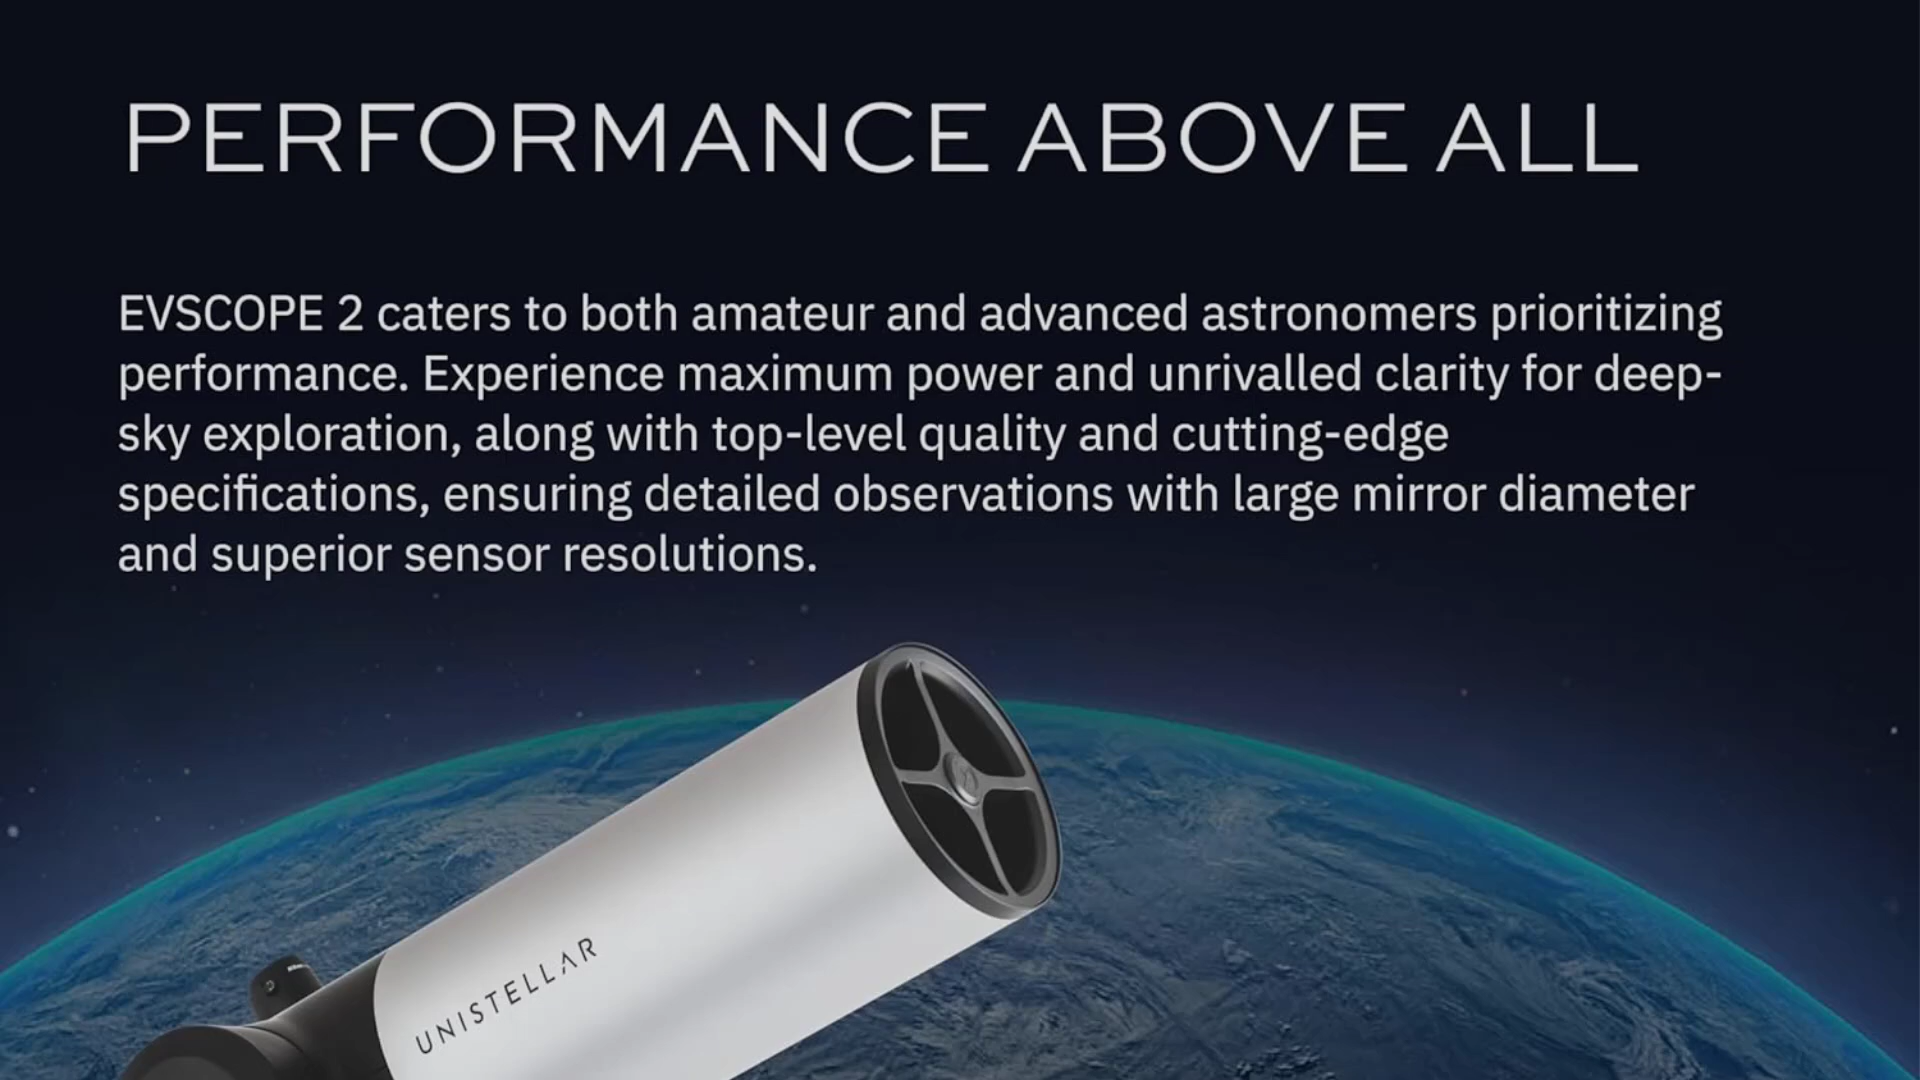 PERFORMANCE ABOVE ALL
EVSCOPE 2 caters to both amateur and advanced astronomers prioritizing
performance. Experience maximum power and unrivalled clarity for deep-
sky exploration, along with top-level quality and cutting-edge
specifications, ensuring detailed observations with large mirror diameter
and superior sensor resolutions.
UNISTELLAR